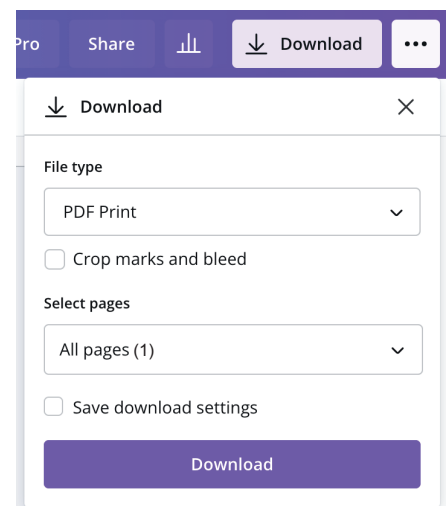 Pro Share Download
Download
File type
PDF Print
Crop marks and bleed
Select pages
All pages (1)
Save download settings
Download